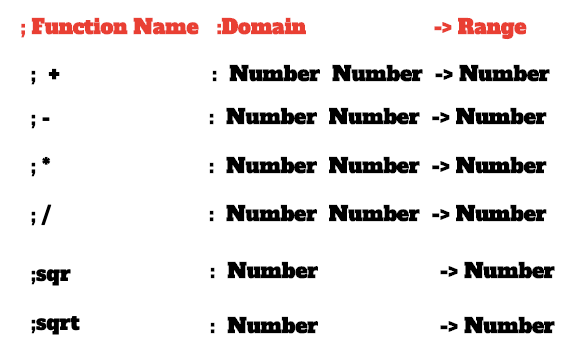 ; Function Name :Domain -> Range
; + : Number Number -> Number
; - : Number Number -> Number
; * : Number Number -> Number
; / : Number Number -> Number
;sqr : Number -> Number
;sqrt : Number -> Number